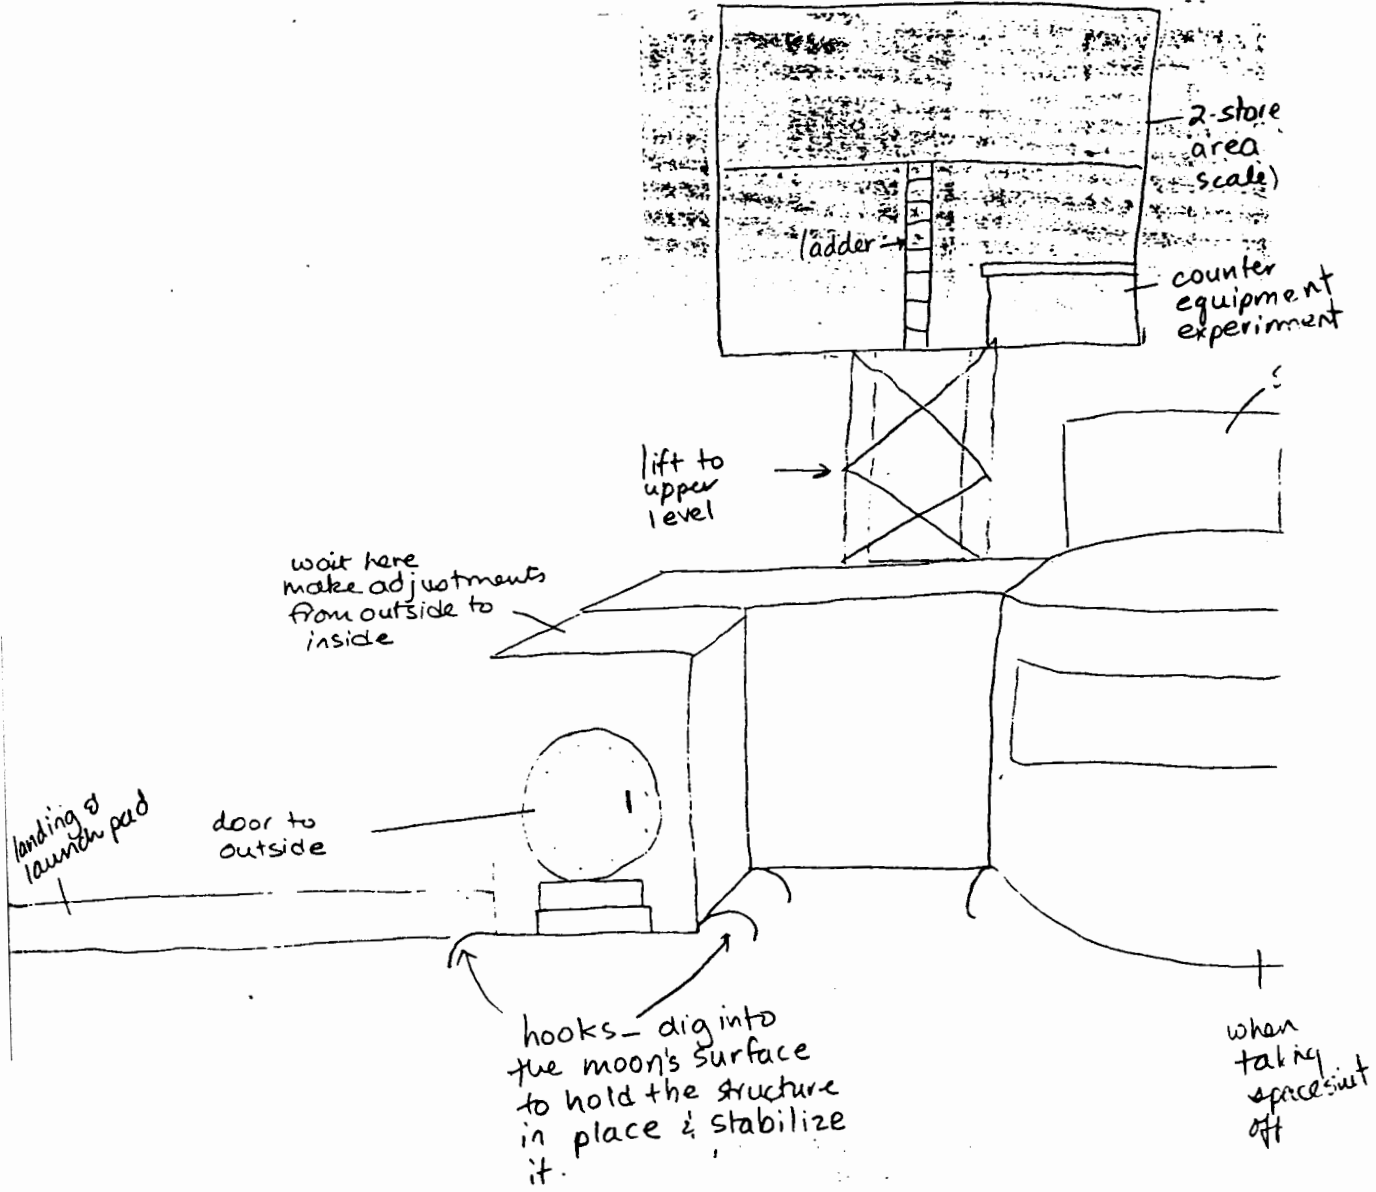 2-store
area
scale)
ladder
counter
equipment
experiment
lift to
upper
level
wait here
make adjustments
from outside to
inside
landing &
launch pad
door to
outside
hooks - dig into
the moon's surface
to hold the structure
in place & stabilize
it.
when
taking
spacesuit
off